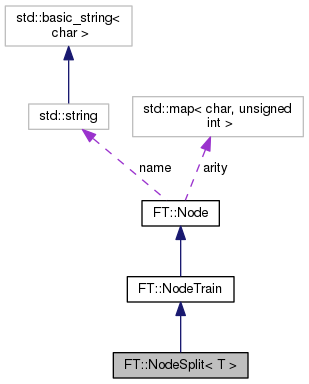 std::basic_string<
char >
std::string
std::map< char, unsigned
int >
name
arity
FT::Node
FT::NodeTrain
FT::NodeSplit< T >